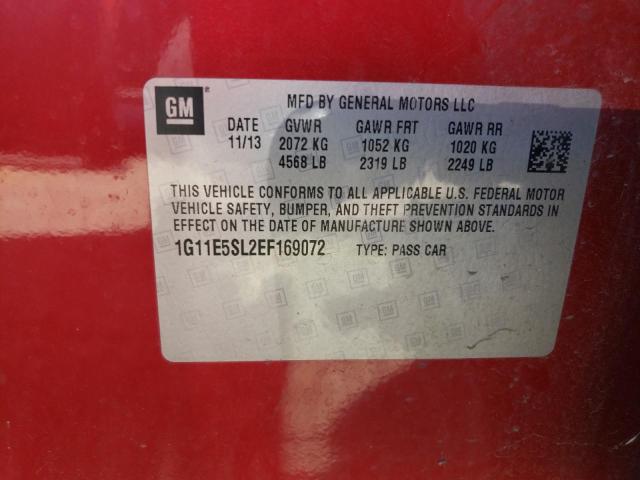 GM
MFD BY GENERAL MOTORS LLC
DATE GVWR GAWR FRT GAWR RR
11/13 2072 KG 1052 KG 1020 KG
4568 LB 2319 LB 2249 LB
THIS VEHICLE CONFORMS TO ALL APPLICABLE U.S. FEDERAL MOTOR
VEHICLE SAFETY, BUMPER, AND THEFT PREVENTION STANDARDS IN
EFFECT ON THE DATE OF MANUFACTURE SHOWN ABOVE.
1G11E5SL2EF169072 TYPE: PASS CAR